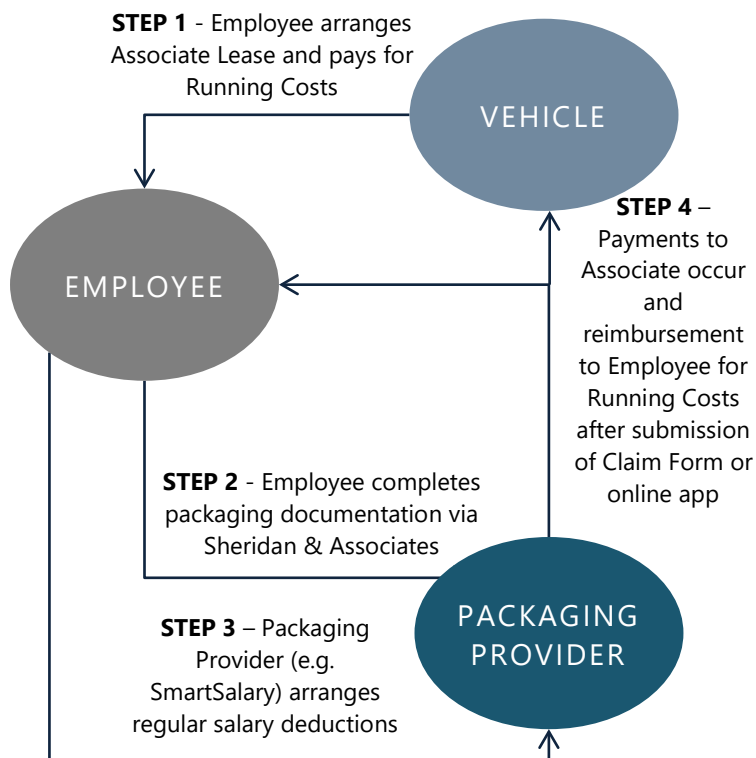 STEP 1 - Employee arranges
Associate Lease and pays for
Running Costs
VEHICLE
EMPLOYEE
STEP 4 –
Payments to
Associate occur
and
reimbursement
to Employee for
Running Costs
after submission
of Claim Form or
online app
STEP 2 - Employee completes
packaging documentation via
Sheridan & Associates
PACKAGING
PROVIDER
STEP 3 – Packaging
Provider (e.g.
SmartSalary) arranges
regular salary deductions